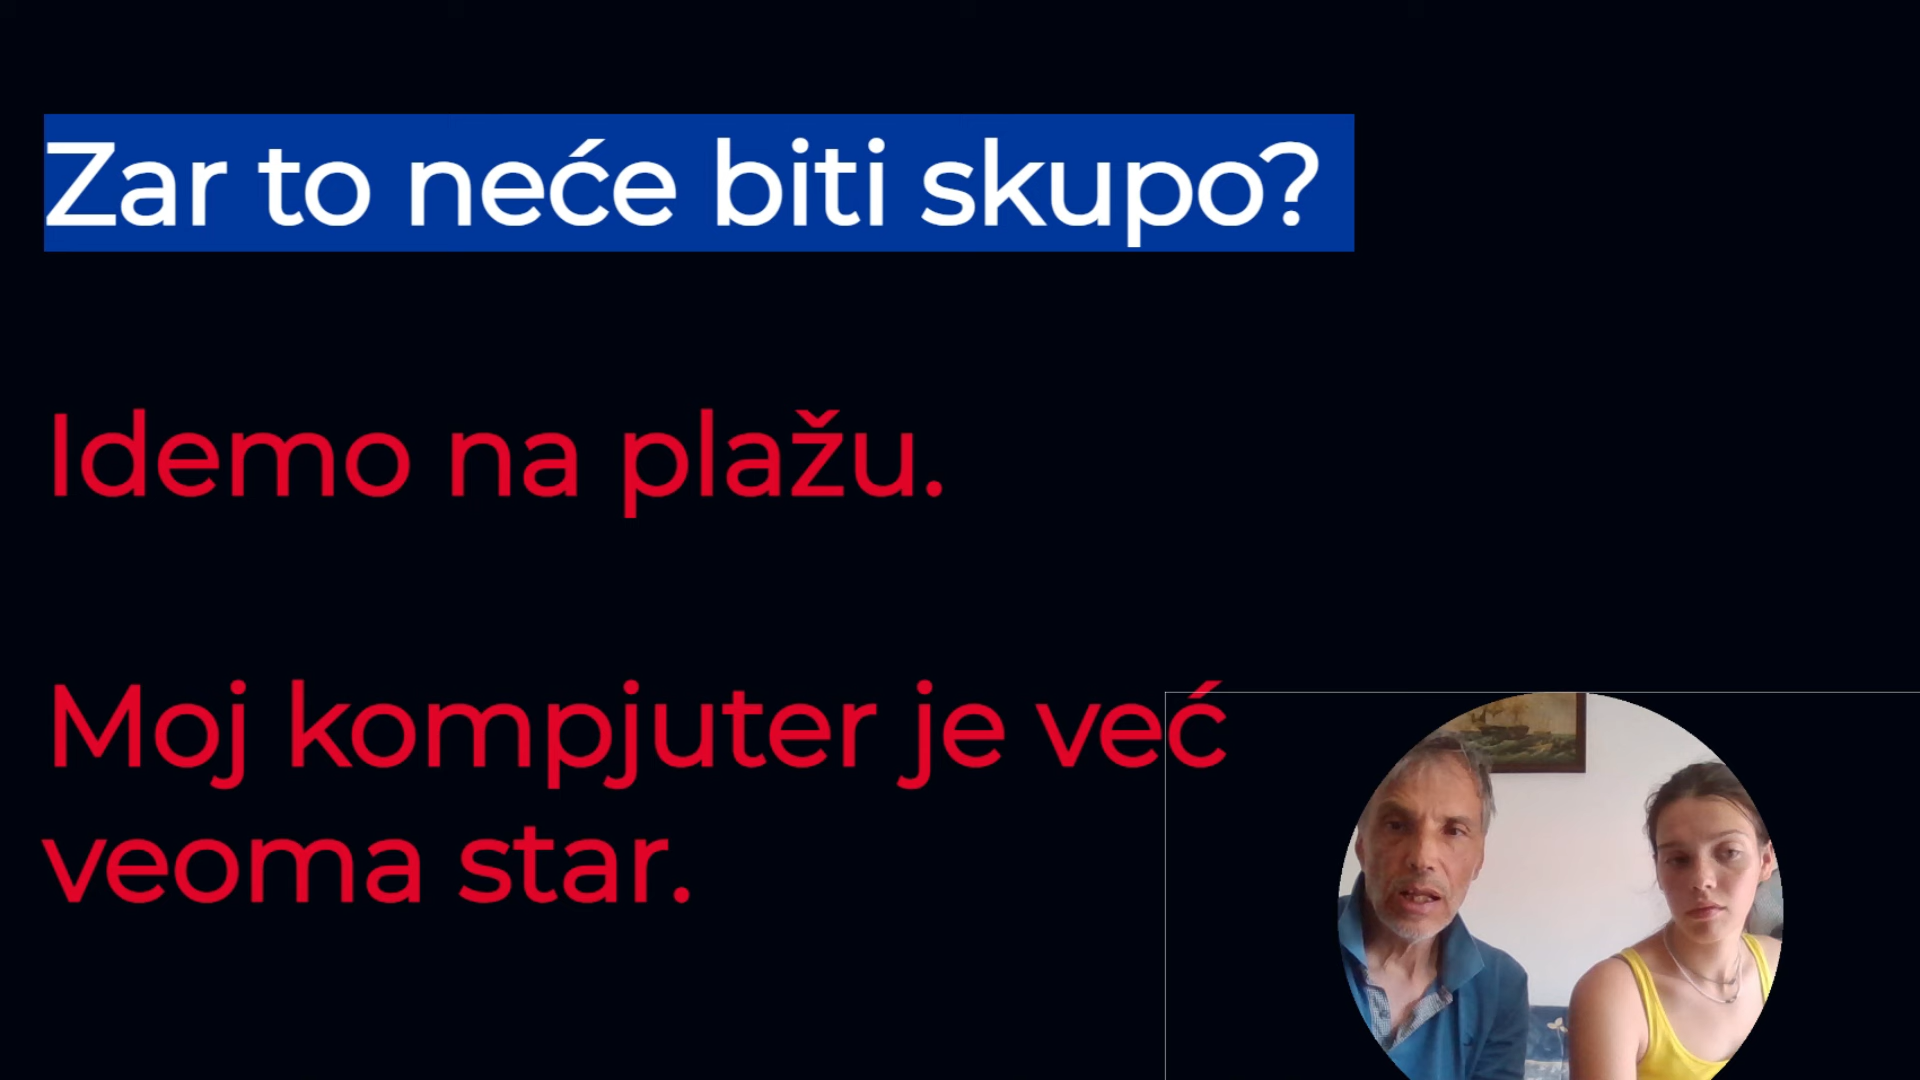 Zar to neće biti skupo?
Idemo na plažu.
Moj kompjuter je već
veoma star.